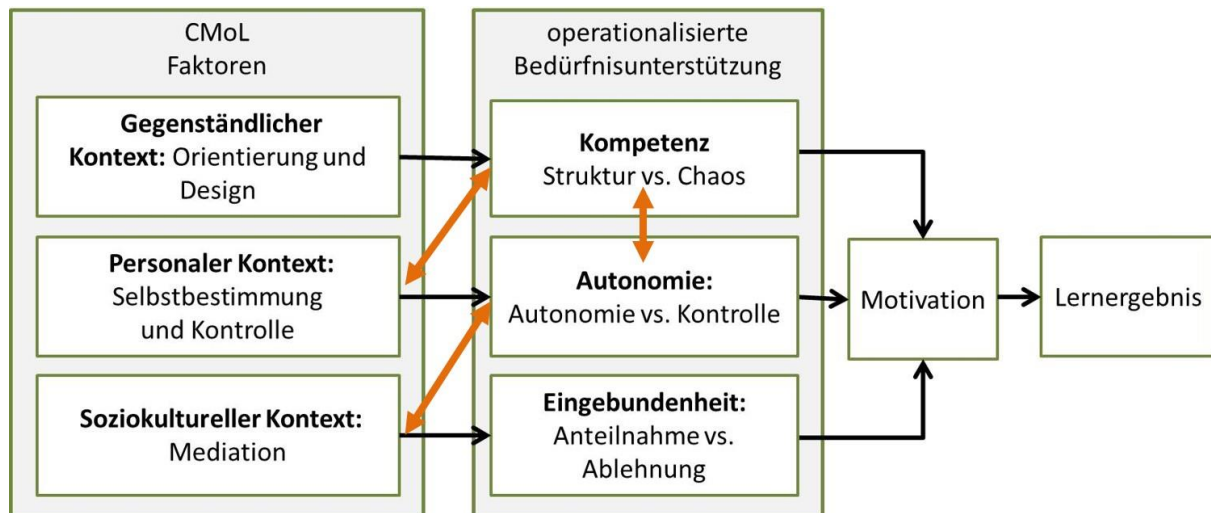 CMoL
Faktoren
Gegenständlicher
Kontext: Orientierung und
Design
Personaler Kontext:
Selbstbestimmung
und Kontrolle
Soziokultureller Kontext:
Mediation
operationalisierte
Bedürfnisunterstützung
Kompetenz
Struktur vs. Chaos
Autonomie:
Autonomie vs. Kontrolle
Eingebundenheit:
Anteilnahme vs.
Ablehnung
Motivation
Lernergebnis